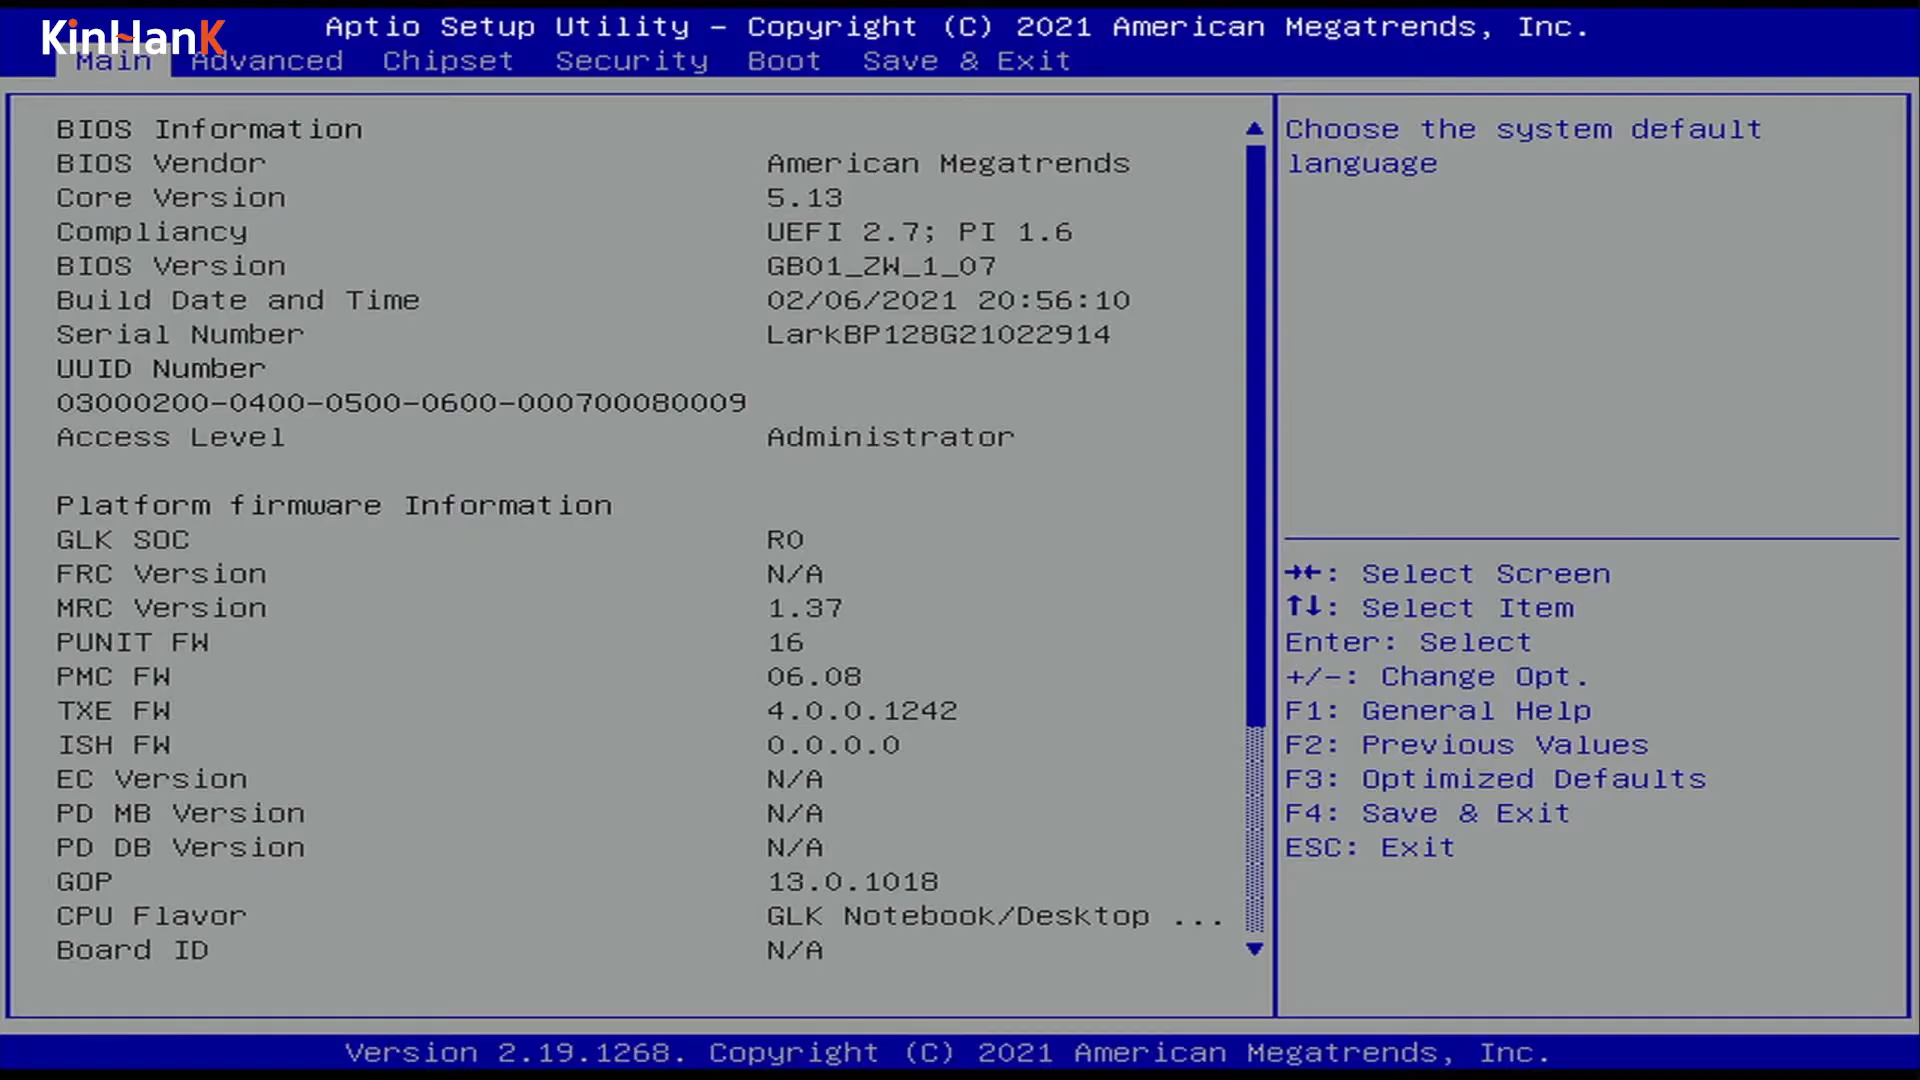 KinHanK
Aptio Setup Utility – Copyright (C) 2021 American Megatrends, Inc.
Main Advanced Chipset Security Boot Save & Exit
BIOS Information
BIOS Vendor American Megatrends
Core Version 5.13
Compliancy UEFI 2.7; PI 1.6
BIOS Version GB01_ZW_1_07
Build Date and Time 02/06/2021 20:56:10
Serial Number LarkBP128G21022914
UUID Number
03000200-0400-0500-0600-000700080009
Access Level Administrator
Platform firmware Information
GLK SOC R0
FRC Version N/A
MRC Version 1.37
PUNIT FW 16
PMC FW 06.08
TXE FW 4.0.0.1242
ISH FW 0.0.0.0
EC Version N/A
PD MB Version N/A
PD DB Version N/A
GOP 13.0.1018
CPU Flavor GLK Notebook/Desktop ...
Board ID N/A
Choose the system default
language
→←: Select Screen
↑↓: Select Item
Enter: Select
+/-: Change Opt.
F1: General Help
F2: Previous Values
F3: Optimized Defaults
F4: Save & Exit
ESC: Exit
Version 2.19.1268. Copyright (C) 2021 American Megatrends, Inc.